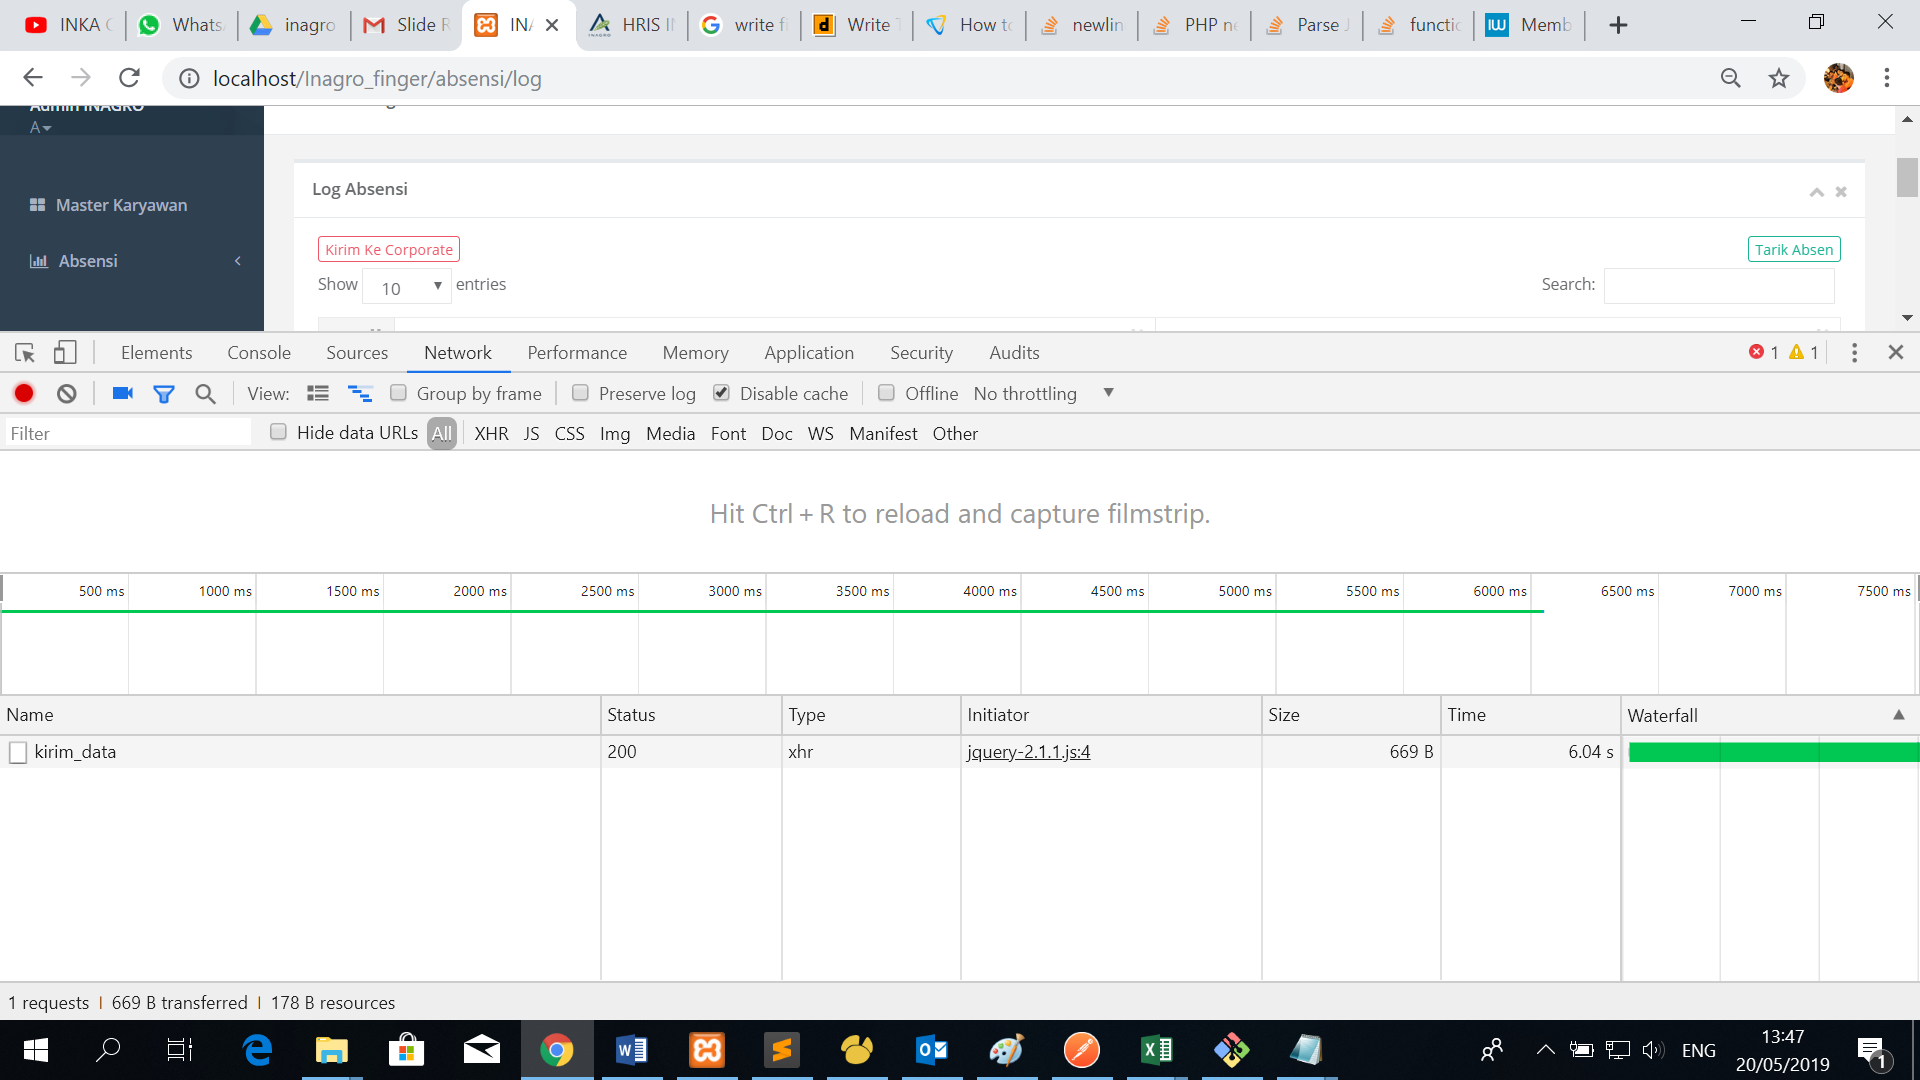 INKA
Whats
inagro
Slide R
INA
HRIS IN
write fi
Write T
How to
newlin
PHP ne
Parse J
functio
Memb
localhost/Inagro_finger/absensi/log
Admin INAGRO
A
Master Karyawan
Absensi
Log Absensi
Kirim Ke Corporate
Tarik Absen
Show 10 entries
Search:
Elements Console Sources Network Performance Memory Application Security Audits
1 1
View: Group by frame Preserve log Disable cache Offline No throttling
Filter Hide data URLs All XHR JS CSS Img Media Font Doc WS Manifest Other
Hit Ctrl + R to reload and capture filmstrip.
500 ms 1000 ms 1500 ms 2000 ms 2500 ms 3000 ms 3500 ms 4000 ms 4500 ms 5000 ms 5500 ms 6000 ms 6500 ms 7000 ms 7500 ms
Name Status Type Initiator Size Time Waterfall
kirim_data 200 xhr jquery-2.1.1.js:4 669 B 6.04 s
1 requests | 669 B transferred | 178 B resources
ENG
13:47
20/05/2019
1